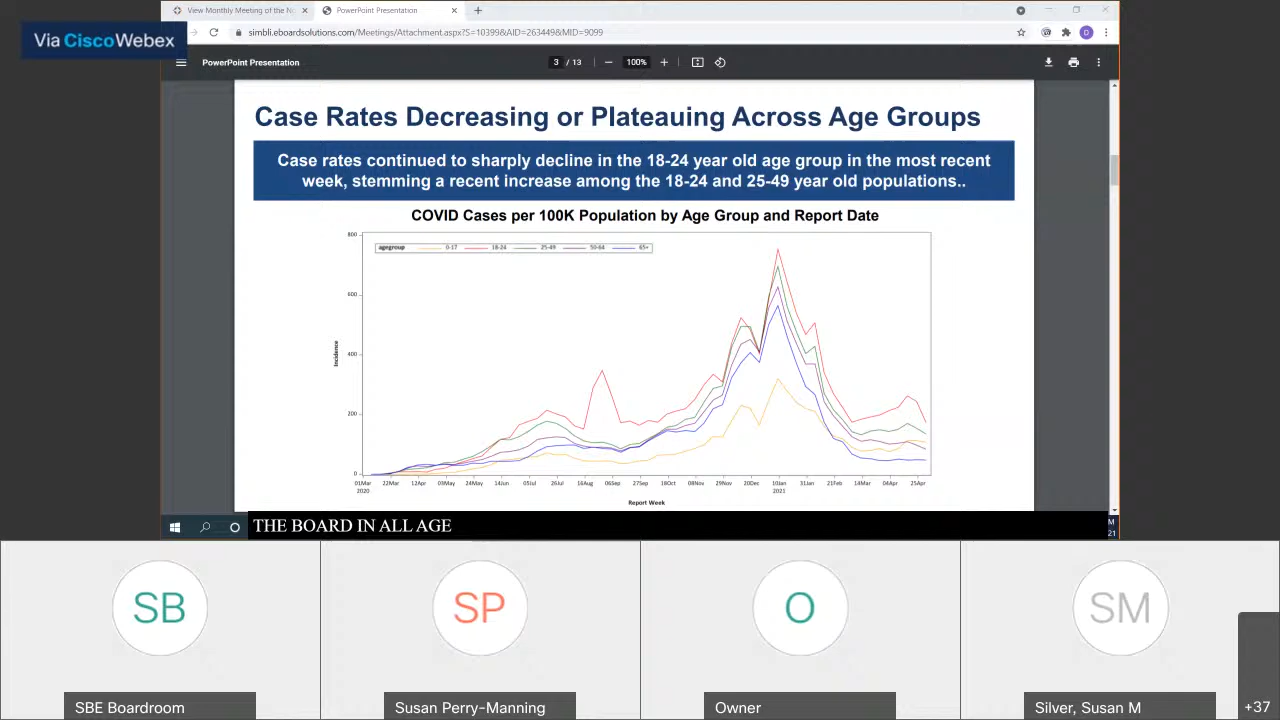 View Monthly Meeting of the N
PowerPoint Presentation
Via CiscoWebex
simbli.eboardsolutions.com/Meetings/Attachment.aspx?S=10399&AID=263449&MID=9099
D
PowerPoint Presentation
3 / 13
100%
Case Rates Decreasing or Plateauing Across Age Groups
Case rates continued to sharply decline in the 18-24 year old age group in the most recent
week, stemming a recent increase among the 18-24 and 25-49 year old populations..
COVID Cases per 100K Population by Age Group and Report Date
agegroup 0-17 18-24 25-49 50-64 65+
800
600
400
200
0
Incidence
01Mar 22Mar 12Apr 03May 24May 14Jun 05Jul 26Jul 16Aug 06Sep 27Sep 18Oct 08Nov 29Nov 20Dec 10Jan 31Jan 21Feb 14Mar 04Apr 25Apr
2020 2021
Report Week
THE BOARD IN ALL AGE
M
21
SB
SP
O
SM
SBE Boardroom
Susan Perry-Manning
Owner
Silver, Susan M
+37